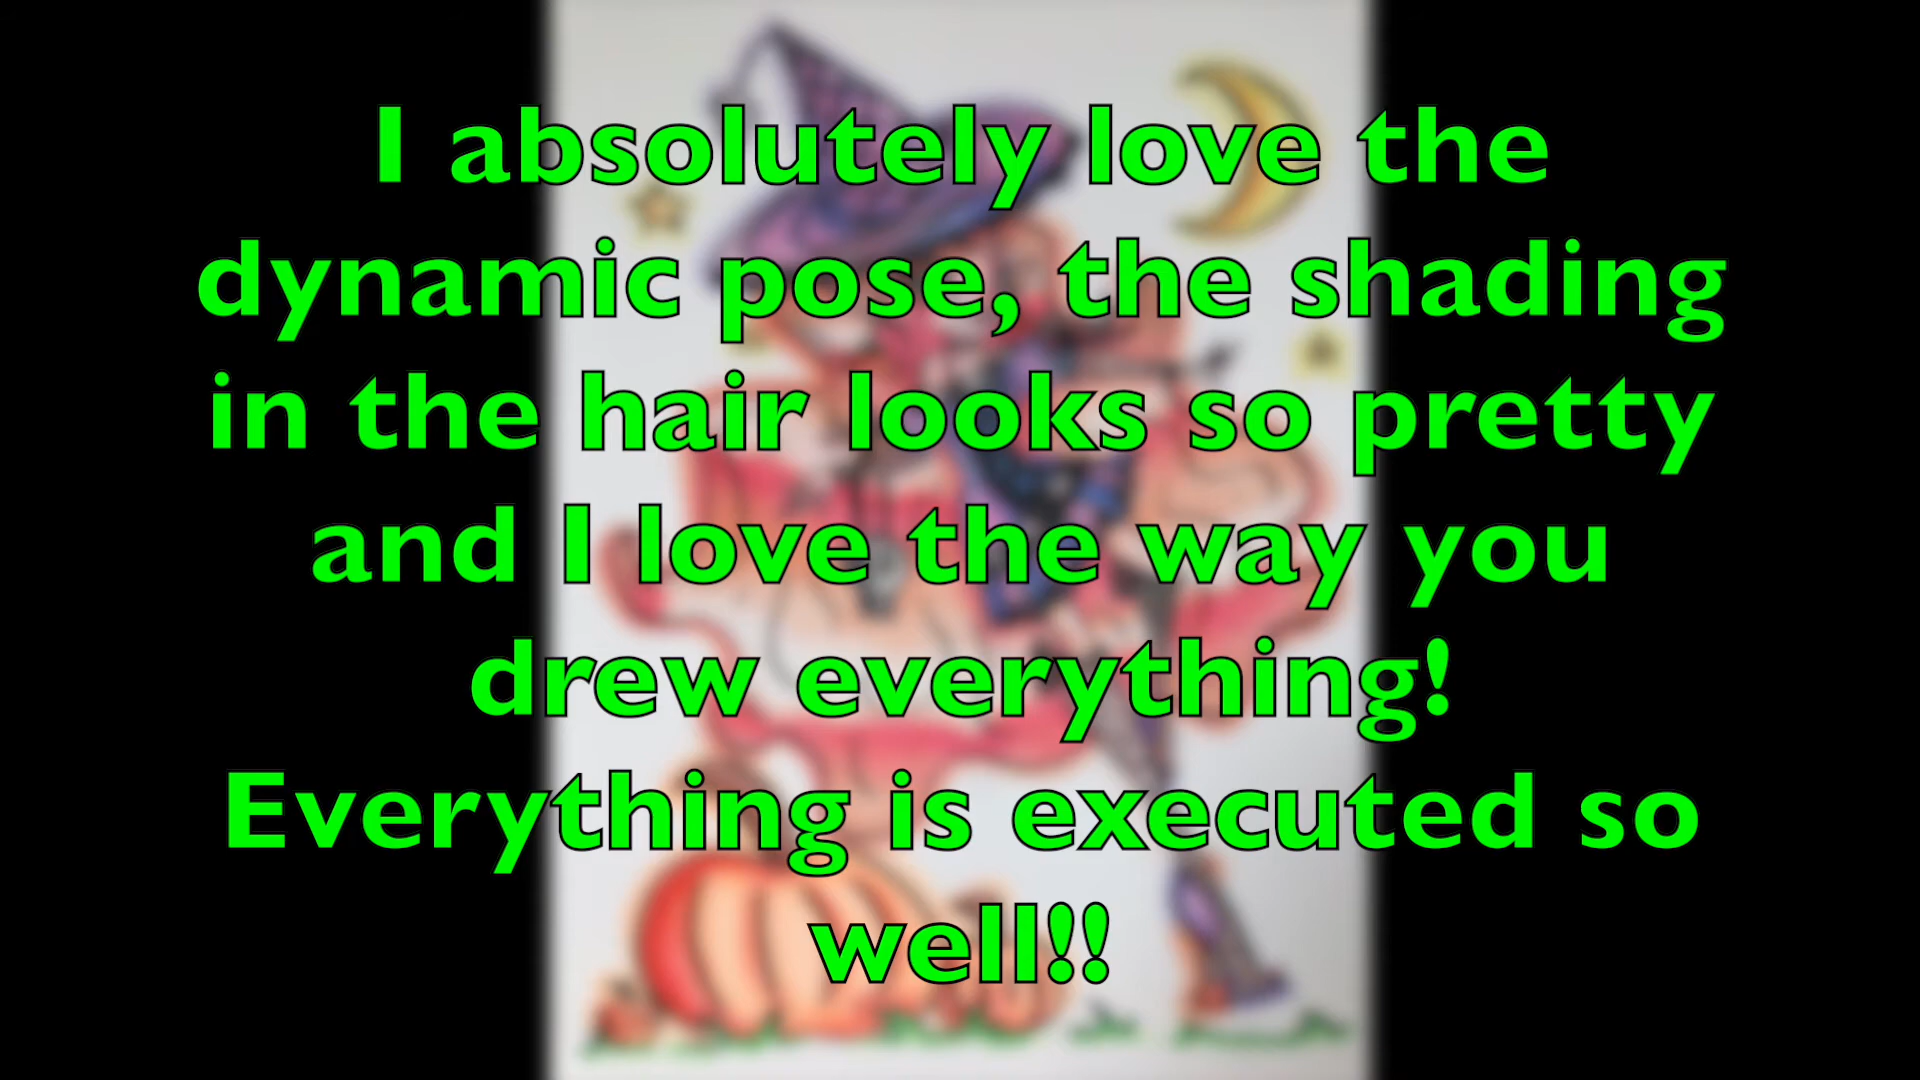 I absolutely love the
dynamic pose, the shading
in the hair looks so pretty
and I love the way you
drew everything!
Everything is executed so
well!!